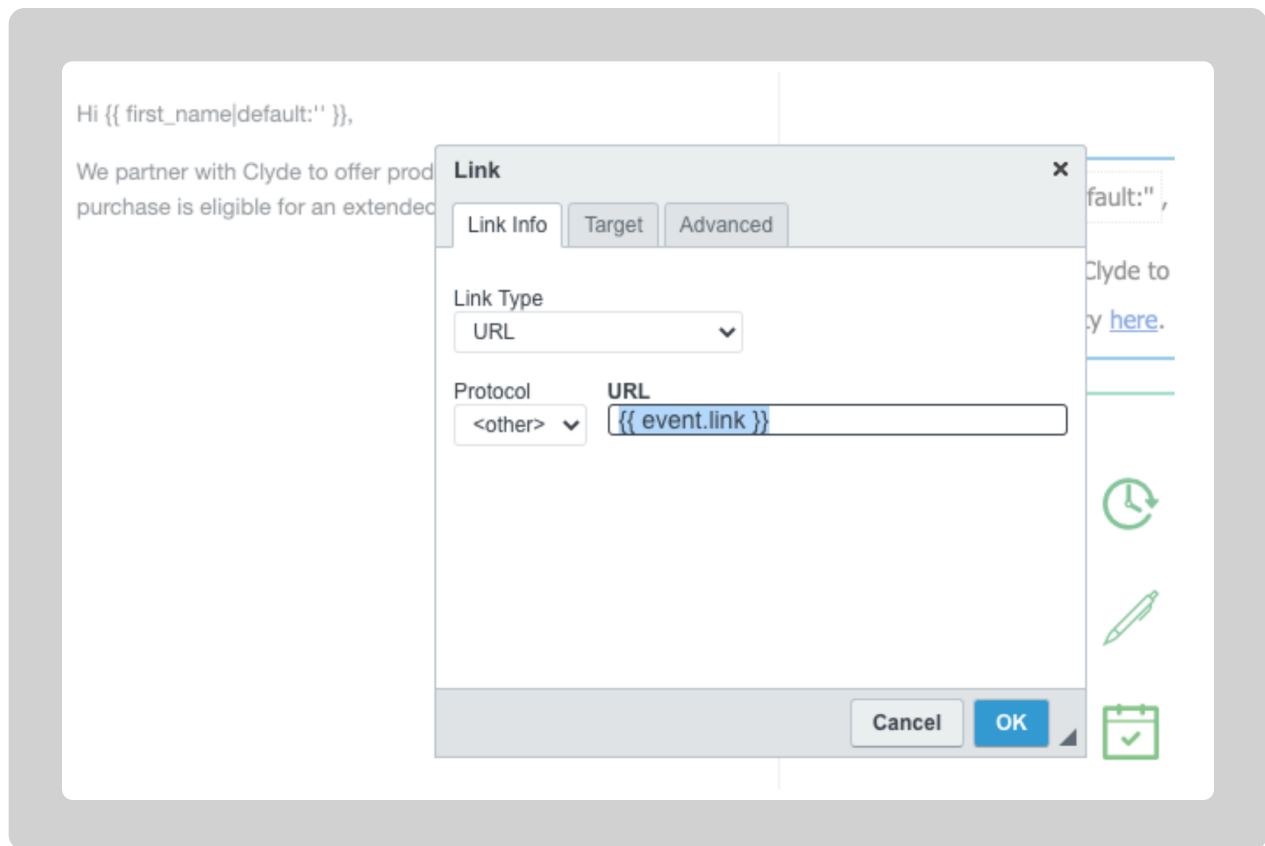 Hi {{ first_name|default:'' }},
We partner with Clyde to offer prod
purchase is eligible for an extended
Link
Link Info
Target
Advanced
Link Type
URL
Protocol
URL
<other>
{{ event.link }}
Cancel
OK
fault:" ,
Clyde to
ty here.